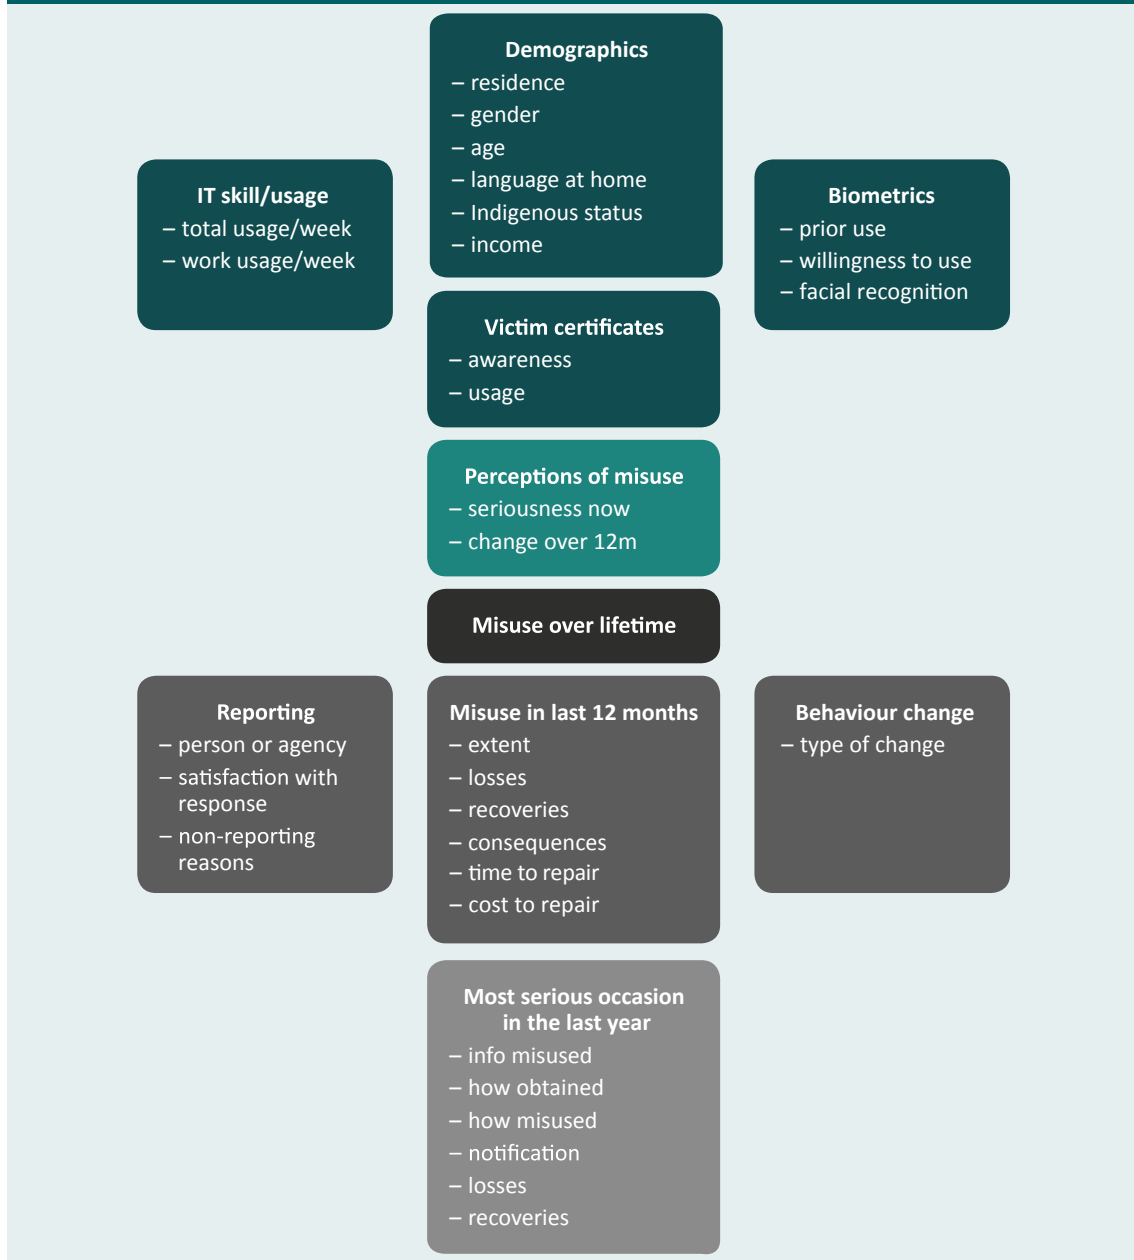 Demographics
– residence
– gender
– age
– language at home
– Indigenous status
– income
IT skill/usage
– total usage/week
– work usage/week
Biometrics
– prior use
– willingness to use
– facial recognition
Victim certificates
– awareness
– usage
Perceptions of misuse
– seriousness now
– change over 12m
Misuse over lifetime
Reporting
– person or agency
– satisfaction with
response
– non-reporting
reasons
Misuse in last 12 months
– extent
– losses
– recoveries
– consequences
– time to repair
– cost to repair
Behaviour change
– type of change
Most serious occasion
in the last year
– info misused
– how obtained
– how misused
– notification
– losses
– recoveries